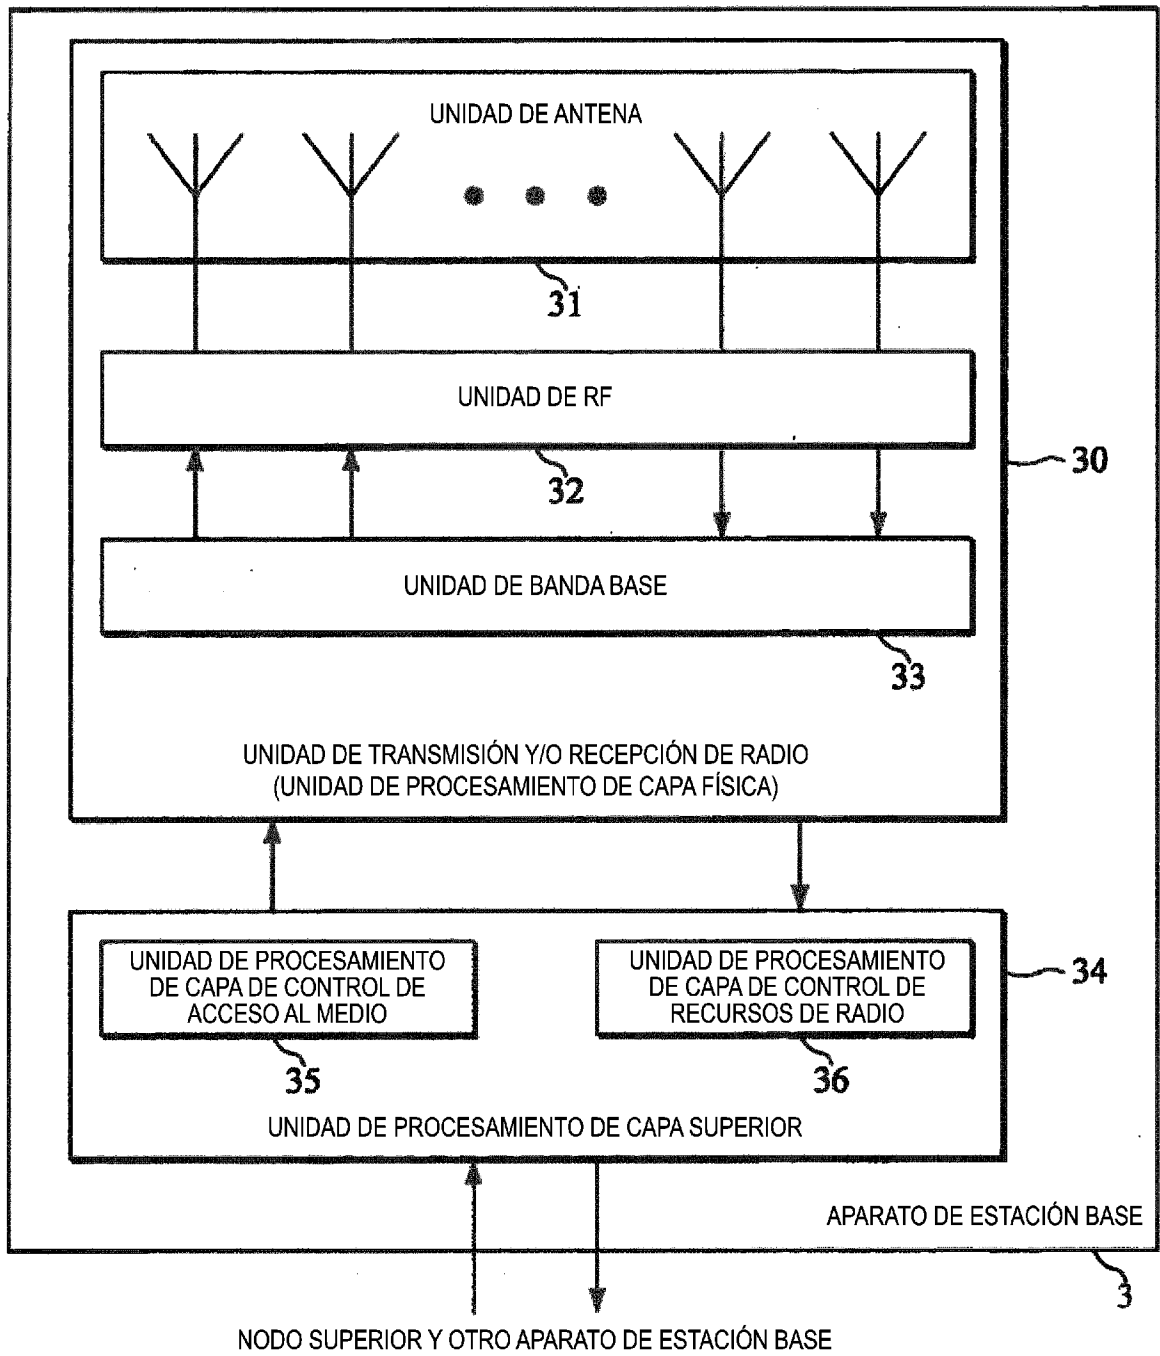 UNIDAD DE ANTENA
31
UNIDAD DE RF
32
30
UNIDAD DE BANDA BASE
33
UNIDAD DE TRANSMISIÓN Y/O RECEPCIÓN DE RADIO
(UNIDAD DE PROCESAMIENTO DE CAPA FÍSICA)
UNIDAD DE PROCESAMIENTO
DE CAPA DE CONTROL DE
ACCESO AL MEDIO
35
UNIDAD DE PROCESAMIENTO
DE CAPA DE CONTROL DE
RECURSOS DE RADIO
36
34
UNIDAD DE PROCESAMIENTO DE CAPA SUPERIOR
APARATO DE ESTACIÓN BASE
3
NODO SUPERIOR Y OTRO APARATO DE ESTACIÓN BASE